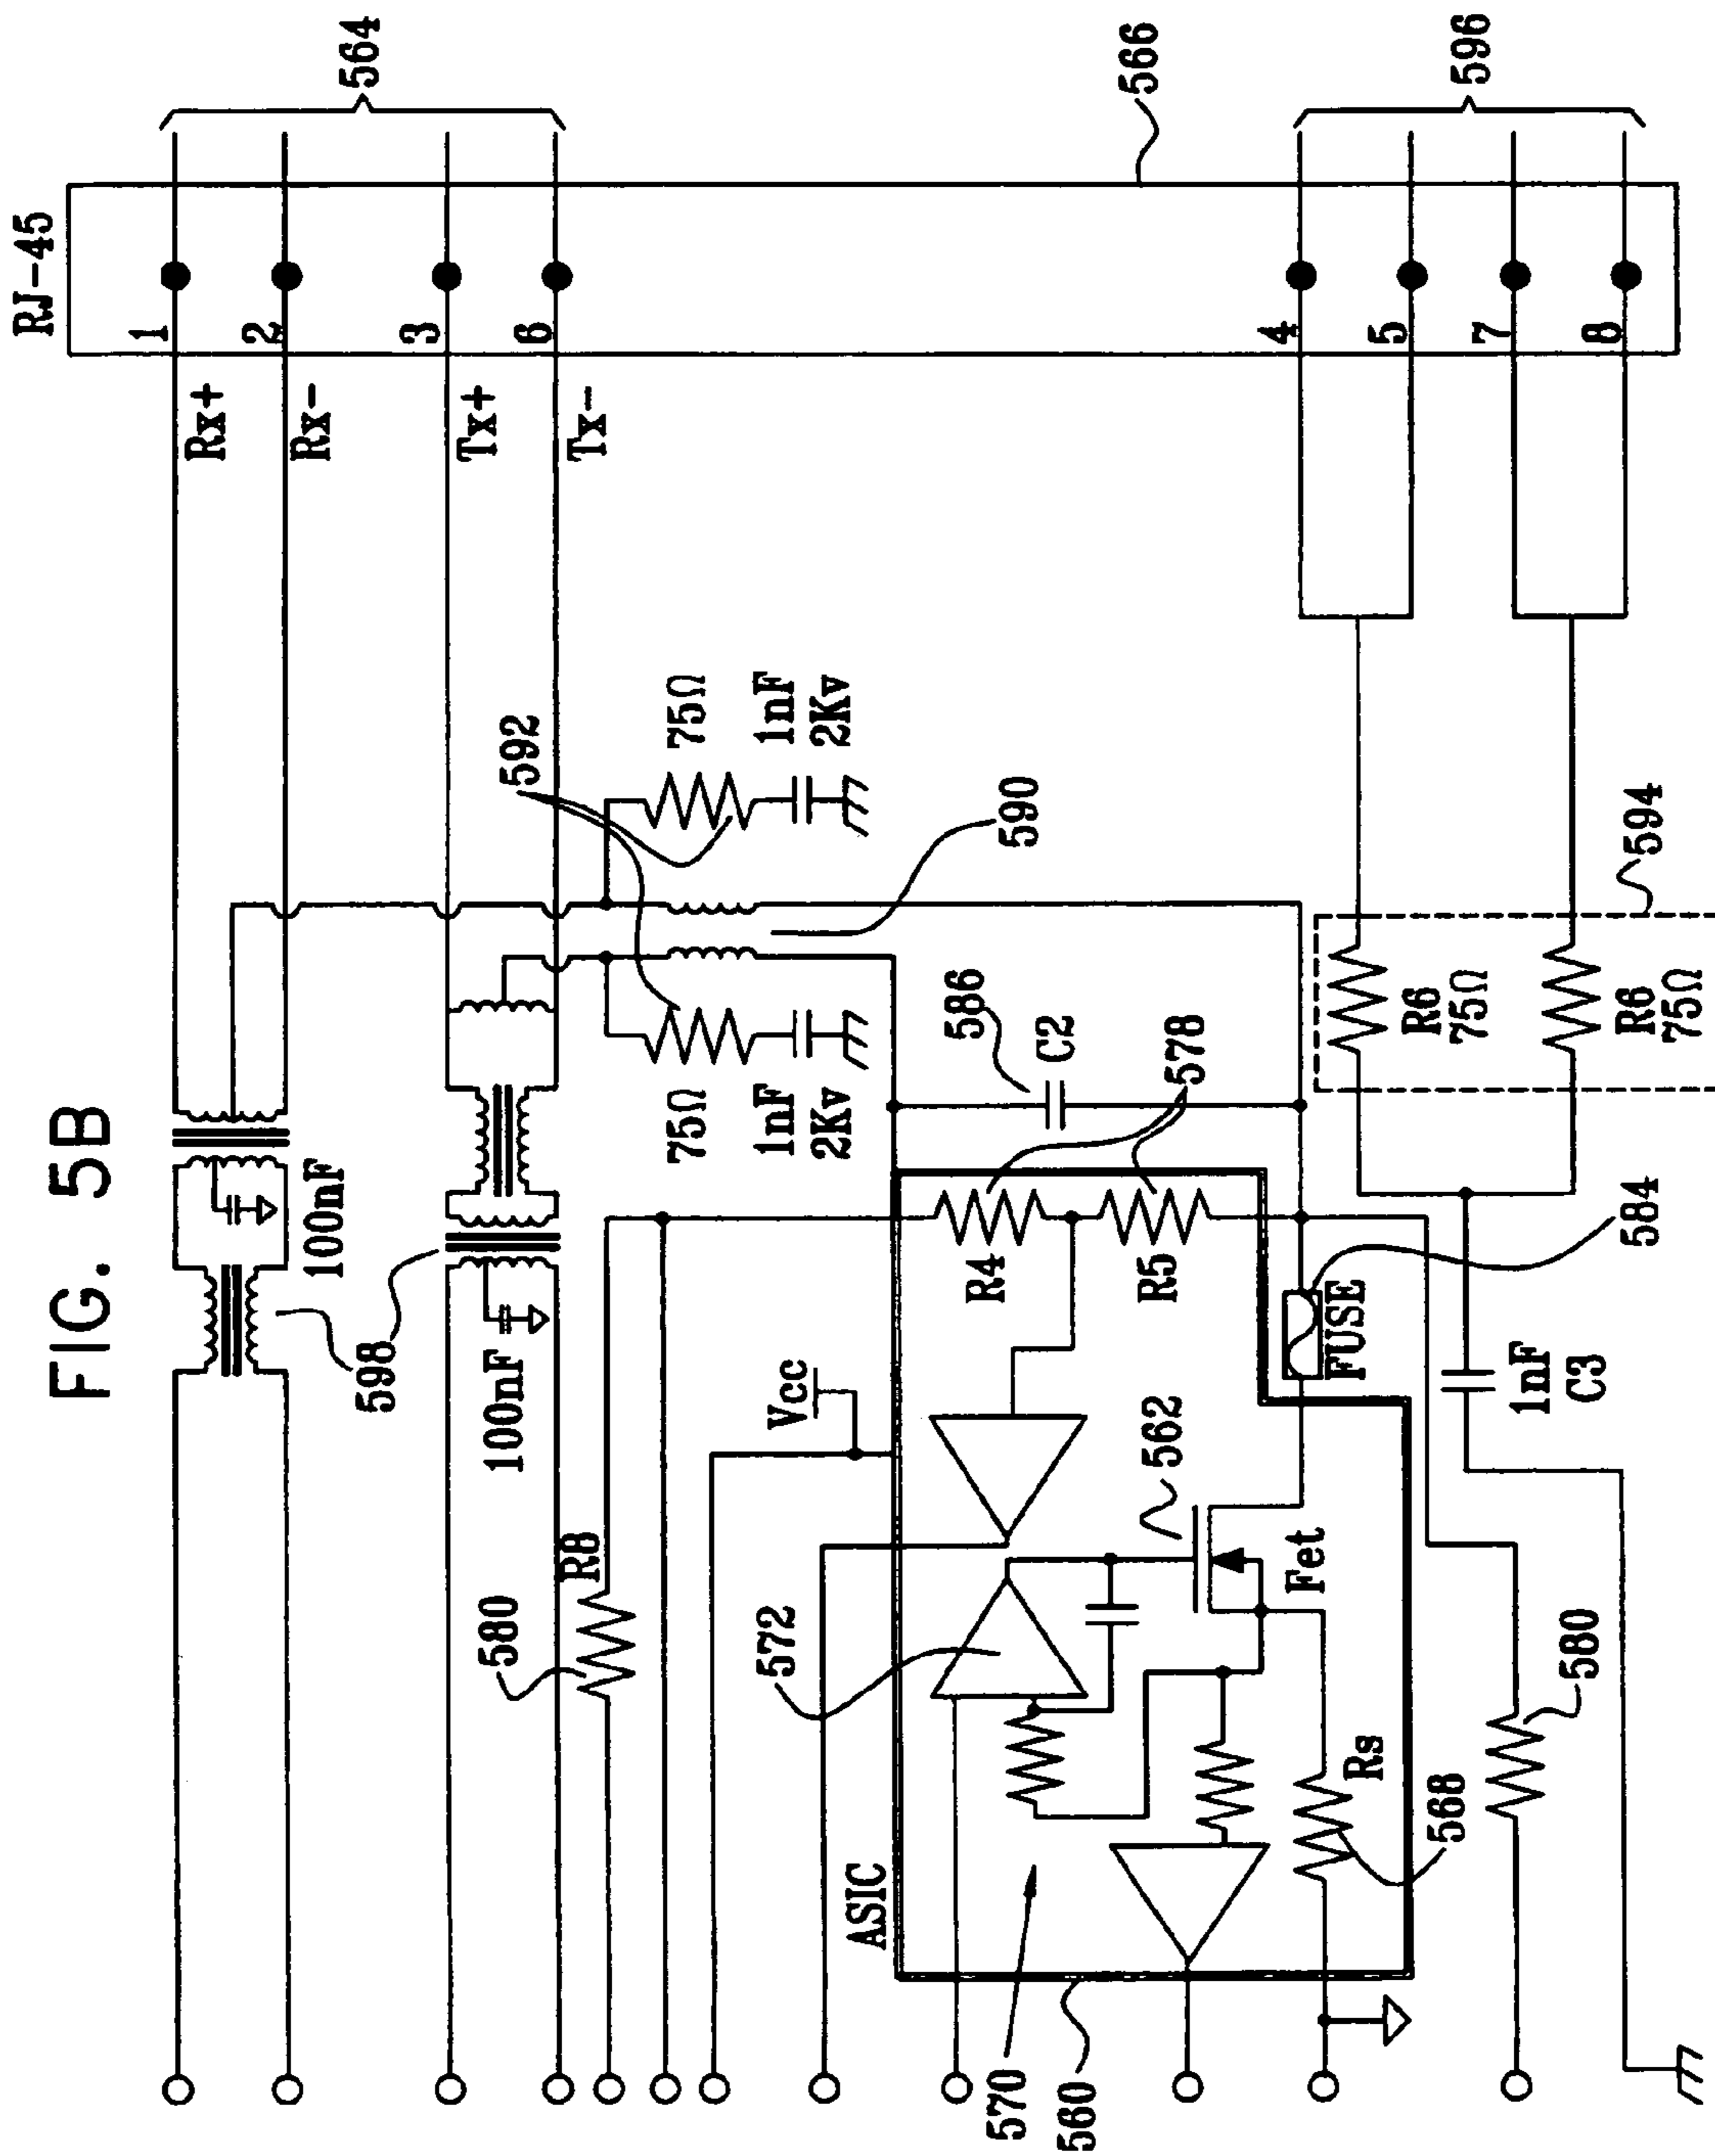 FIG. 5B
RJ-45
564
566
596
1
2
3
6
4
5
7
8
Rx+
Rx-
Tx+
Tx-
592
75Ω
1nF
2Kv
590
594
75Ω
1nF
2Kv
586
C2
578
R6
75Ω
R6
75Ω
100nF
598
100nF
R4
R5
584
FUSE
1nF
C3
Vcc
562
Fet
R8
580
572
580
Rs
568
ASIC
570
560